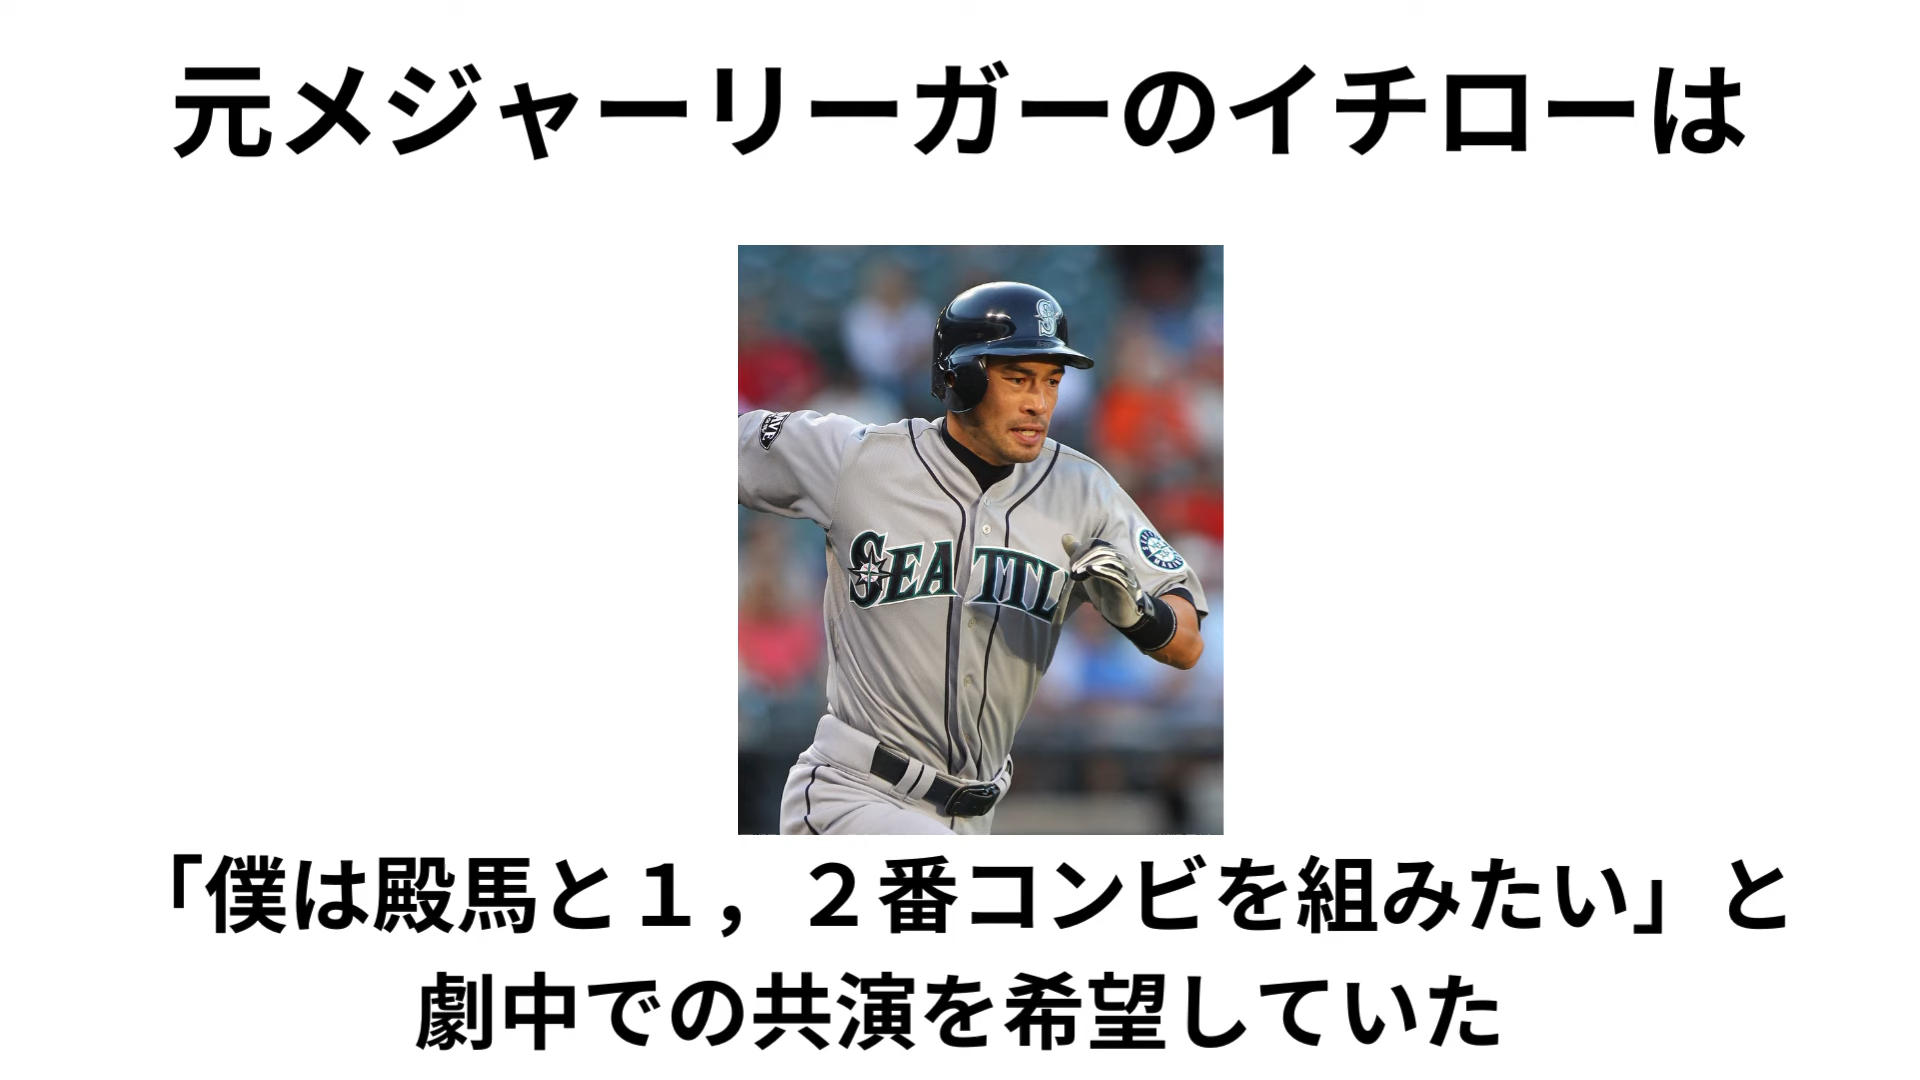 元メジャーリーガーのイチローは
S
SEATTL
「僕は殿馬と１，２番コンビを組みたい」と
劇中での共演を希望していた